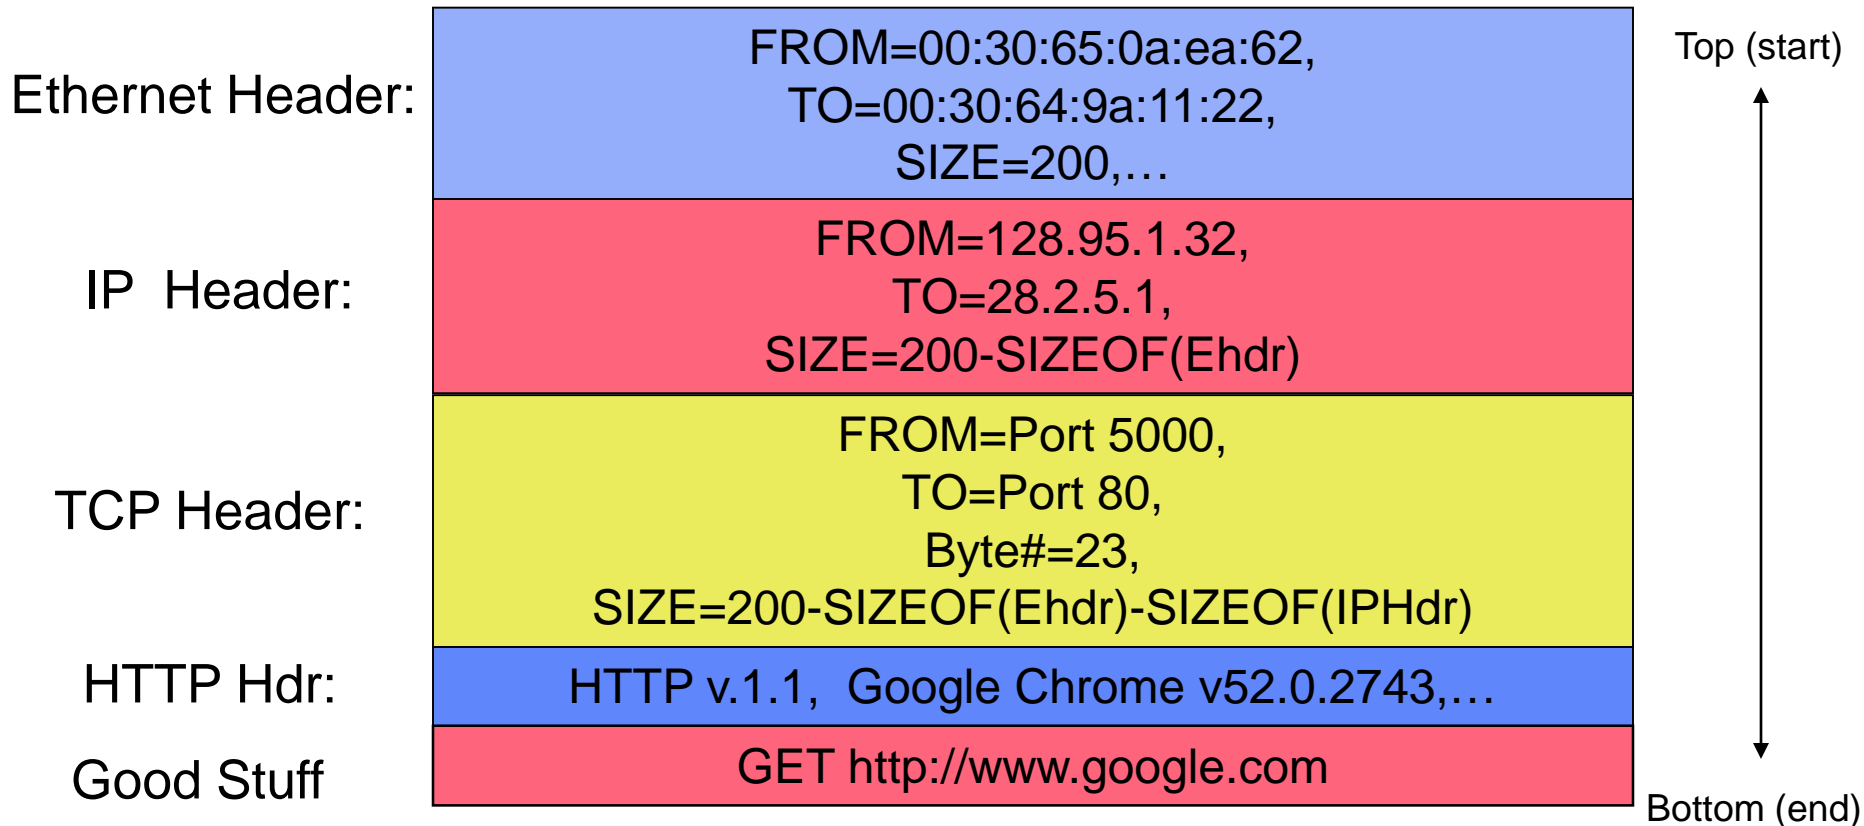 Ethernet Header:
FROM=00:30:65:0a:ea:62,
TO=00:30:64:9a:11:22,
SIZE=200,…
Top (start)
IP Header:
FROM=128.95.1.32,
TO=28.2.5.1,
SIZE=200-SIZEOF(Ehdr)
TCP Header:
FROM=Port 5000,
TO=Port 80,
Byte#=23,
SIZE=200-SIZEOF(Ehdr)-SIZEOF(IPHdr)
HTTP Hdr:
HTTP v.1.1, Google Chrome v52.0.2743,…
Good Stuff
GET http://www.google.com
Bottom (end)